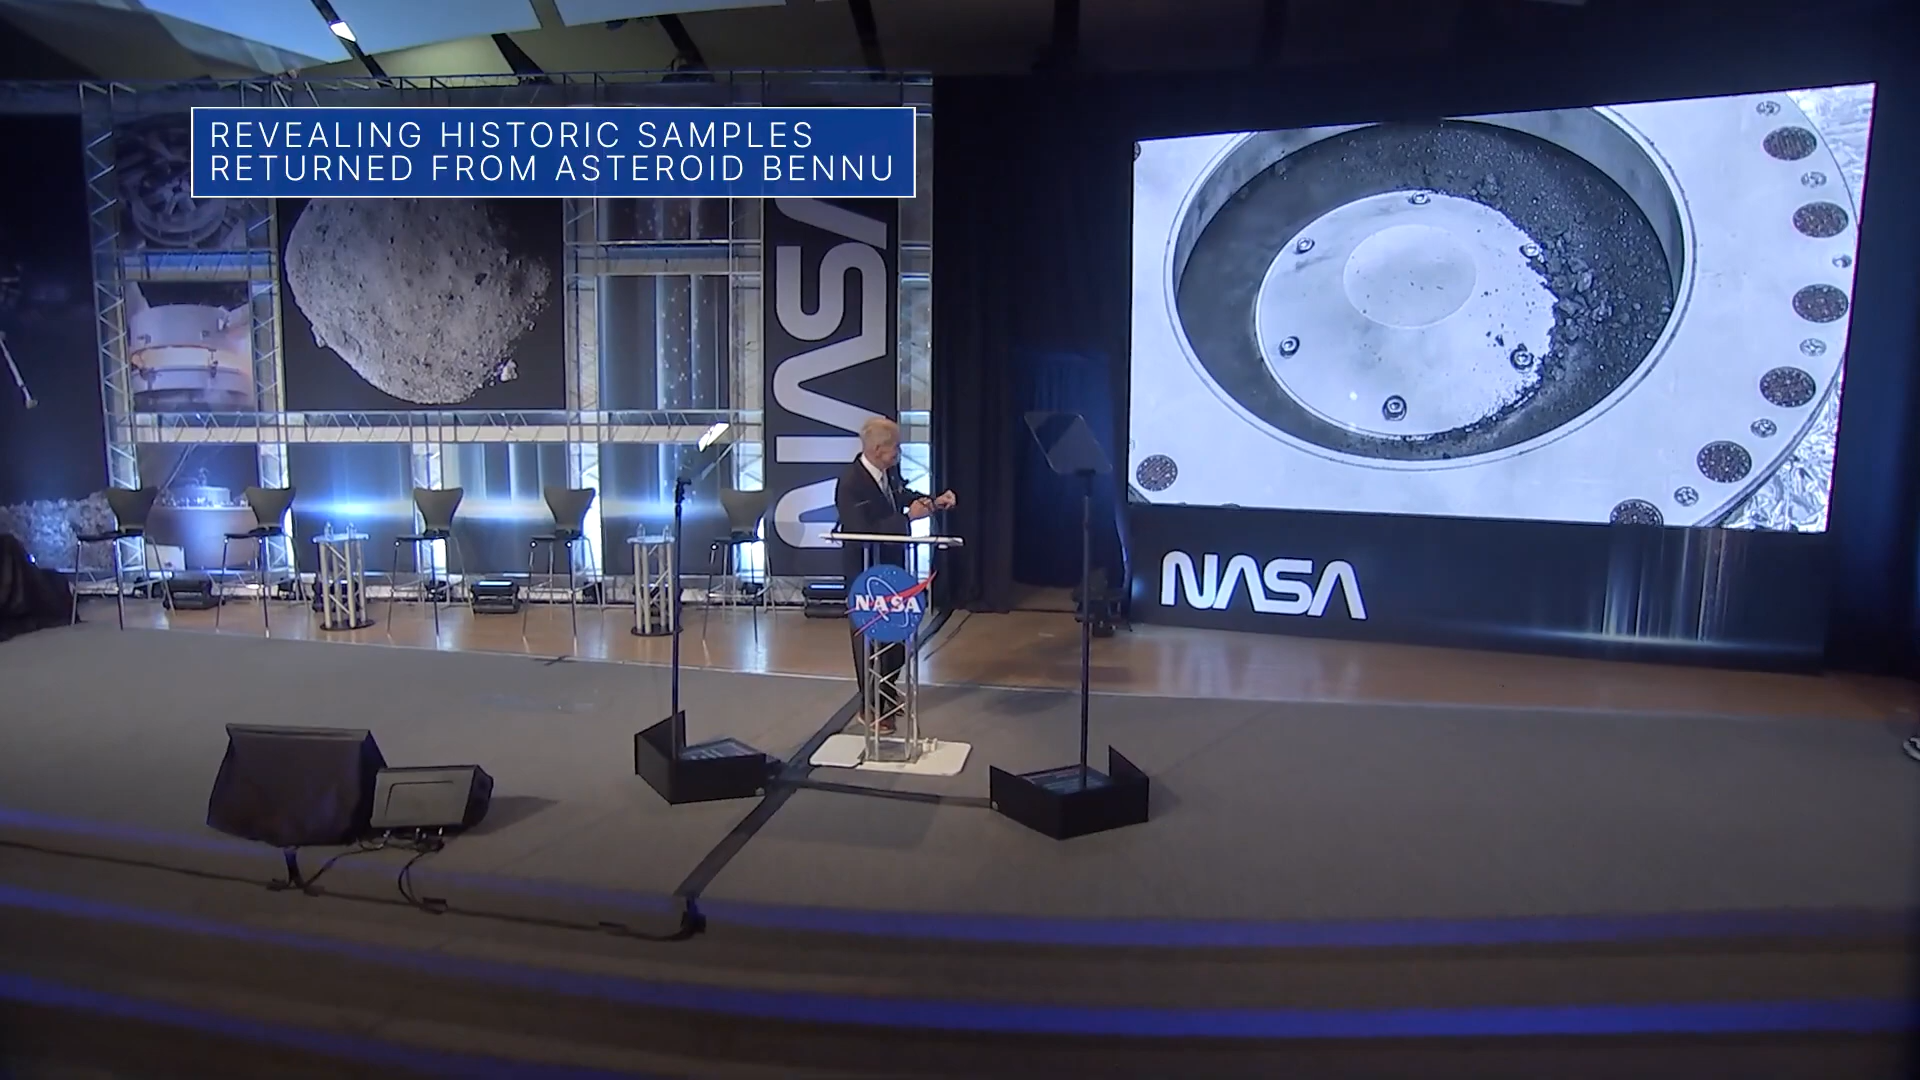 REVEALING HISTORIC SAMPLES
RETURNED FROM ASTEROID BENNU
NASA
NASA
NASA